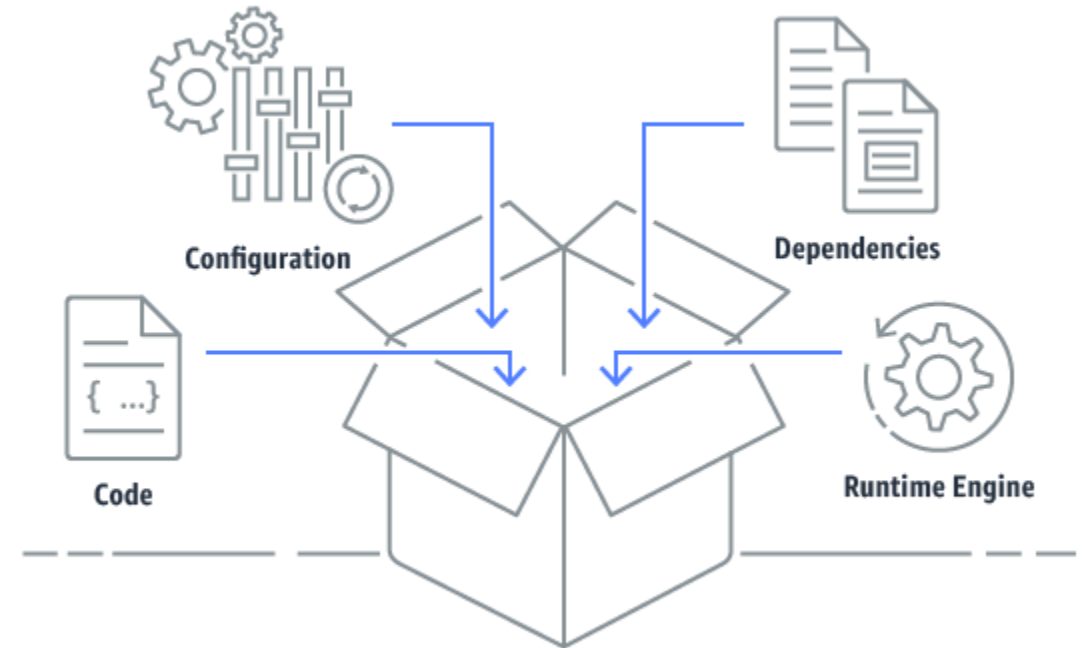 Configuration
Dependencies
{ ...}
Code
Runtime Engine